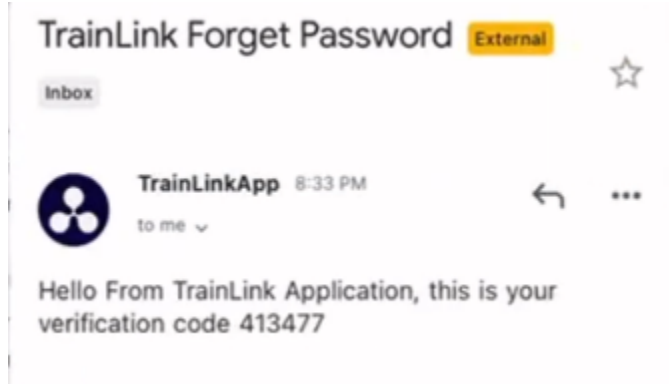 TrainLink Forget Password External
Inbox
TrainLinkApp 8:33 PM
to me
Hello From TrainLink Application, this is your
verification code 413477